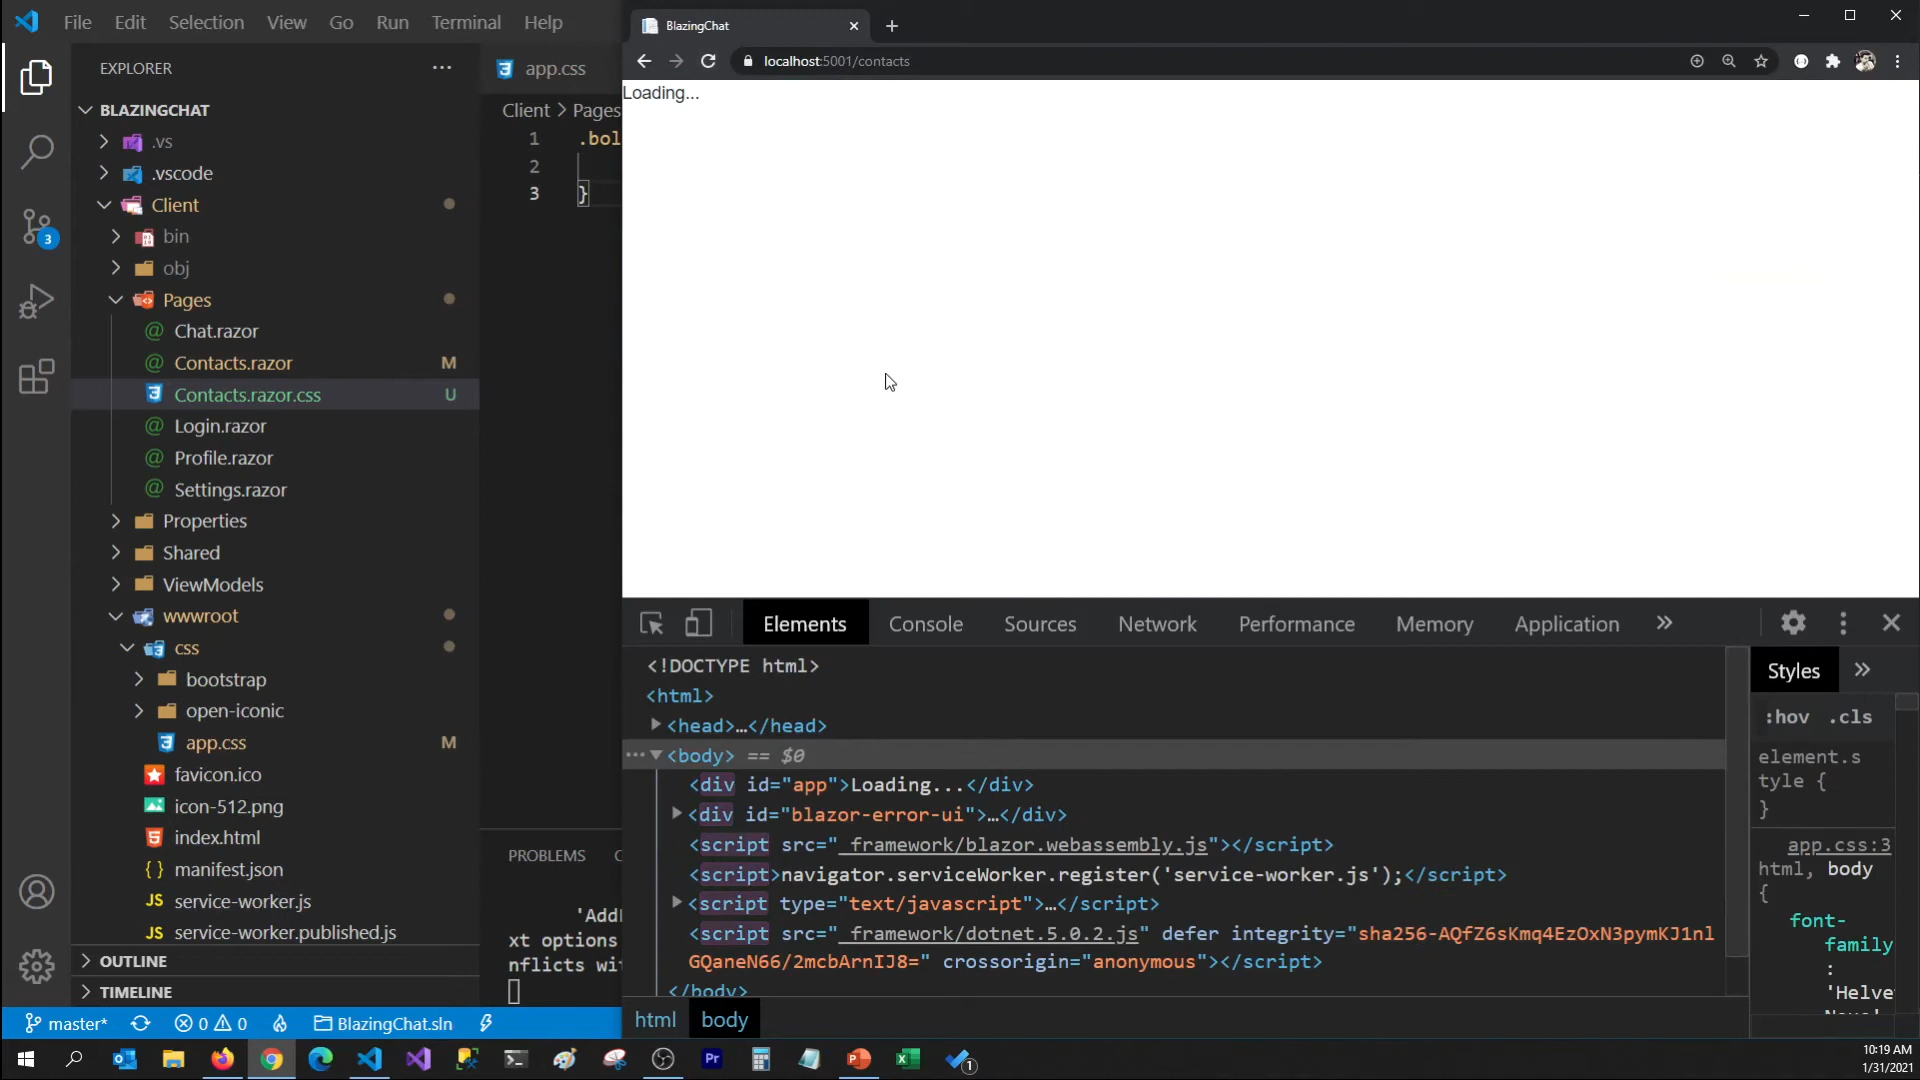 File Edit Selection View Go Run Terminal Help
EXPLORER
BLAZINGCHAT
.vs
.vscode
Client
bin
obj
Pages
Chat.razor
Contacts.razor M
Contacts.razor.css U
Login.razor
Profile.razor
Settings.razor
Properties
Shared
ViewModels
wwwroot
css
bootstrap
open-iconic
app.css M
favicon.ico
icon-512.png
index.html
manifest.json
service-worker.js
service-worker.published.js
OUTLINE
TIMELINE
3
app.css
Client > Pages
1 .bol
2
3 }
PROBLEMS
'Add
xt options
nflicts wi
master* 0 0 BlazingChat.sln
BlazingChat
localhost:5001/contacts
Loading...
Elements Console Sources Network Performance Memory Application
<!DOCTYPE html>
<html>
<head>…</head>
<body> == $0
<div id="app">Loading...</div>
<div id="blazor-error-ui">…</div>
<script src="_framework/blazor.webassembly.js"></script>
<script>navigator.serviceWorker.register('service-worker.js');</script>
<script type="text/javascript">…</script>
<script src="_framework/dotnet.5.0.2.js" defer integrity="sha256-AQfZ6sKmq4EzOxN3pymKJ1nl
GQaneN66/2mcbArnIJ8=" crossorigin="anonymous"></script>
</body>
html body
Styles
:hov .cls
element.s
tyle {
}
app.css:3
html, body
{
font-
family
:
'Helve
1
10:19 AM
1/31/2021